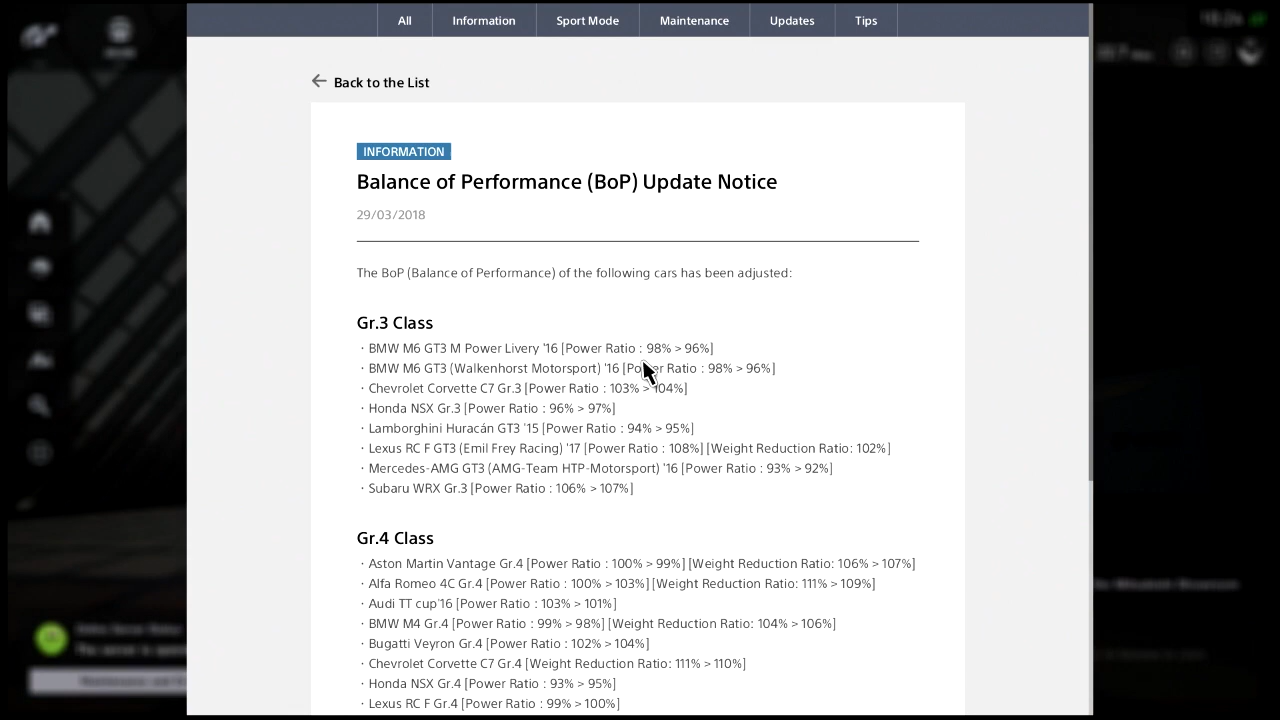 All
Information
Sport Mode
Maintenance
Updates
Tips
Back to the List
INFORMATION
Balance of Performance (BoP) Update Notice
29/03/2018
The BoP (Balance of Performance) of the following cars has been adjusted:
Gr.3 Class
· BMW M6 GT3 M Power Livery '16 [Power Ratio : 98% > 96%]
· BMW M6 GT3 (Walkenhorst Motorsport) '16 [Power Ratio : 98% > 96%]
· Chevrolet Corvette C7 Gr.3 [Power Ratio : 103% > 104%]
· Honda NSX Gr.3 [Power Ratio : 96% > 97%]
· Lamborghini Huracán GT3 '15 [Power Ratio : 94% > 95%]
· Lexus RC F GT3 (Emil Frey Racing) '17 [Power Ratio : 108%] [Weight Reduction Ratio: 102%]
· Mercedes-AMG GT3 (AMG-Team HTP-Motorsport) '16 [Power Ratio : 93% > 92%]
· Subaru WRX Gr.3 [Power Ratio : 106% > 107%]
Gr.4 Class
· Aston Martin Vantage Gr.4 [Power Ratio : 100% > 99%] [Weight Reduction Ratio: 106% > 107%]
· Alfa Romeo 4C Gr.4 [Power Ratio : 100% > 103%] [Weight Reduction Ratio: 111% > 109%]
· Audi TT cup'16 [Power Ratio : 103% > 101%]
· BMW M4 Gr.4 [Power Ratio : 99% > 98%] [Weight Reduction Ratio: 104% > 106%]
· Bugatti Veyron Gr.4 [Power Ratio : 102% > 104%]
· Chevrolet Corvette C7 Gr.4 [Weight Reduction Ratio: 111% > 110%]
· Honda NSX Gr.4 [Power Ratio : 93% > 95%]
· Lexus RC F Gr.4 [Power Ratio : 99% > 100%]